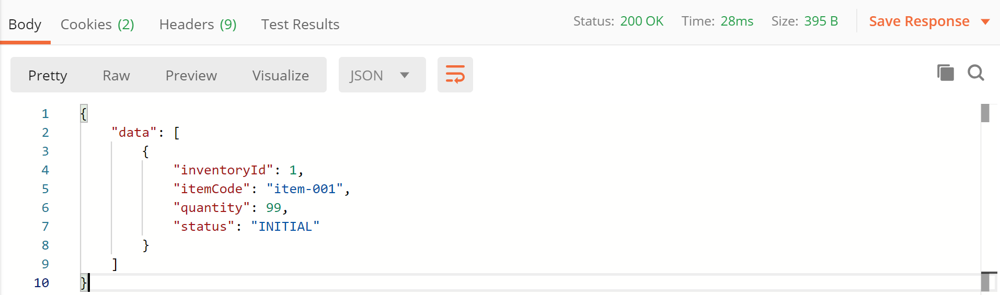 Body Cookies (2) Headers (9) Test Results Status: 200 OK Time: 28ms Size: 395 B Save Response
Pretty Raw Preview Visualize JSON
1 {
2 "data": [
3 {
4 "inventoryId": 1,
5 "itemCode": "item-001",
6 "quantity": 99,
7 "status": "INITIAL"
8 }
9 ]
10 }